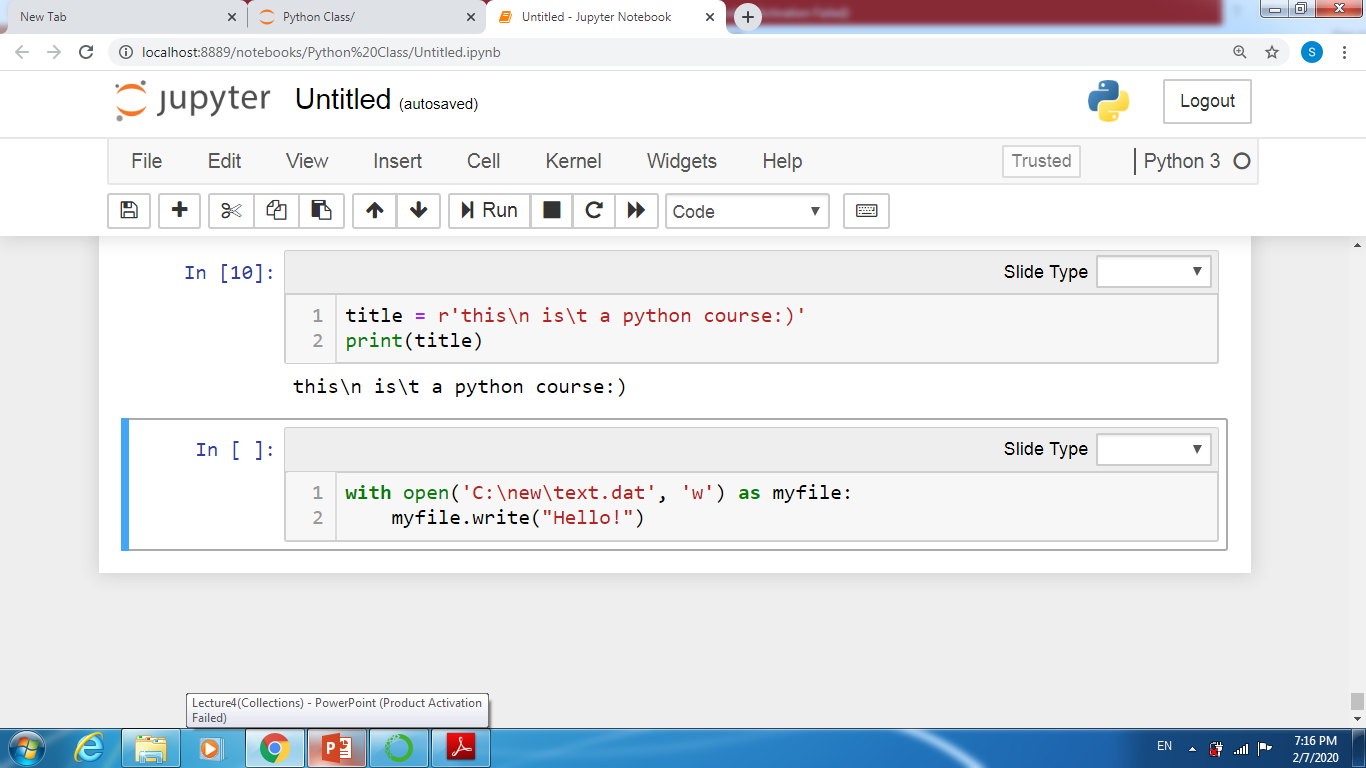 New Tab
Python Class/
Untitled - Jupyter Notebook
localhost:8889/notebooks/Python%20Class/Untitled.ipynb
S
jupyter Untitled (autosaved)
Logout
File Edit View Insert Cell Kernel Widgets Help
Trusted
Python 3
Run
Code
In [10]:
Slide Type
1 title = r'this\n is\t a python course:)'
2 print(title)
this\n is\t a python course:)
In [ ]:
Slide Type
1 with open('C:\new\text.dat', 'w') as myfile:
2 myfile.write("Hello!")
Lecture4(Collections) - PowerPoint (Product Activation
Failed)
EN
7:16 PM
2/7/2020